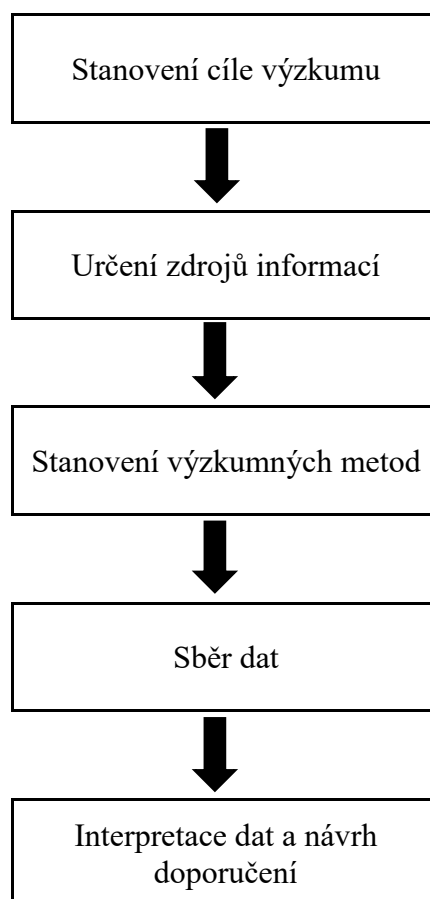 Stanovení cíle výzkumu
Určení zdrojů informací
Stanovení výzkumných metod
Sběr dat
Interpretace dat a návrh
doporučení